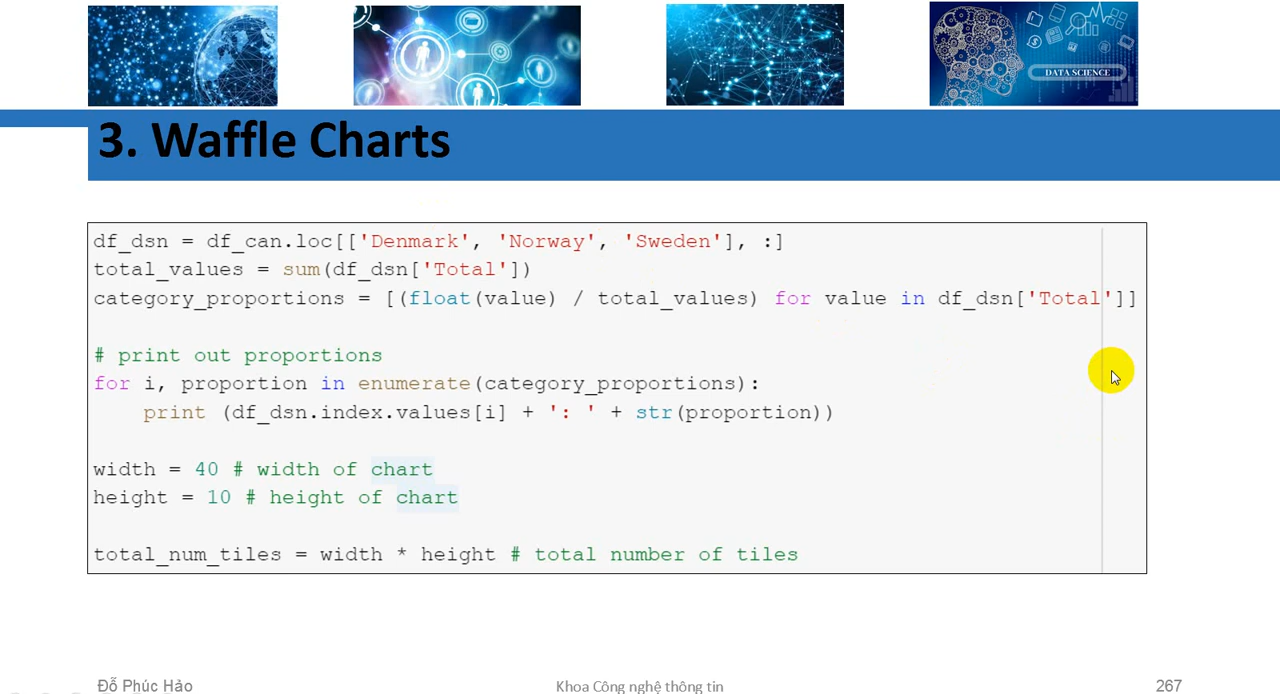 DATA SCIENCE
3. Waffle Charts
df_dsn = df_can.loc[['Denmark', 'Norway', 'Sweden'], :]
total_values = sum(df_dsn['Total'])
category_proportions = [(float(value) / total_values) for value in df_dsn['Total']]
# print out proportions
for i, proportion in enumerate(category_proportions):
    print (df_dsn.index.values[i] + ': ' + str(proportion))
width = 40 # width of chart
height = 10 # height of chart
total_num_tiles = width * height # total number of tiles
Đỗ Phúc Hảo
Khoa Công nghệ thông tin
267